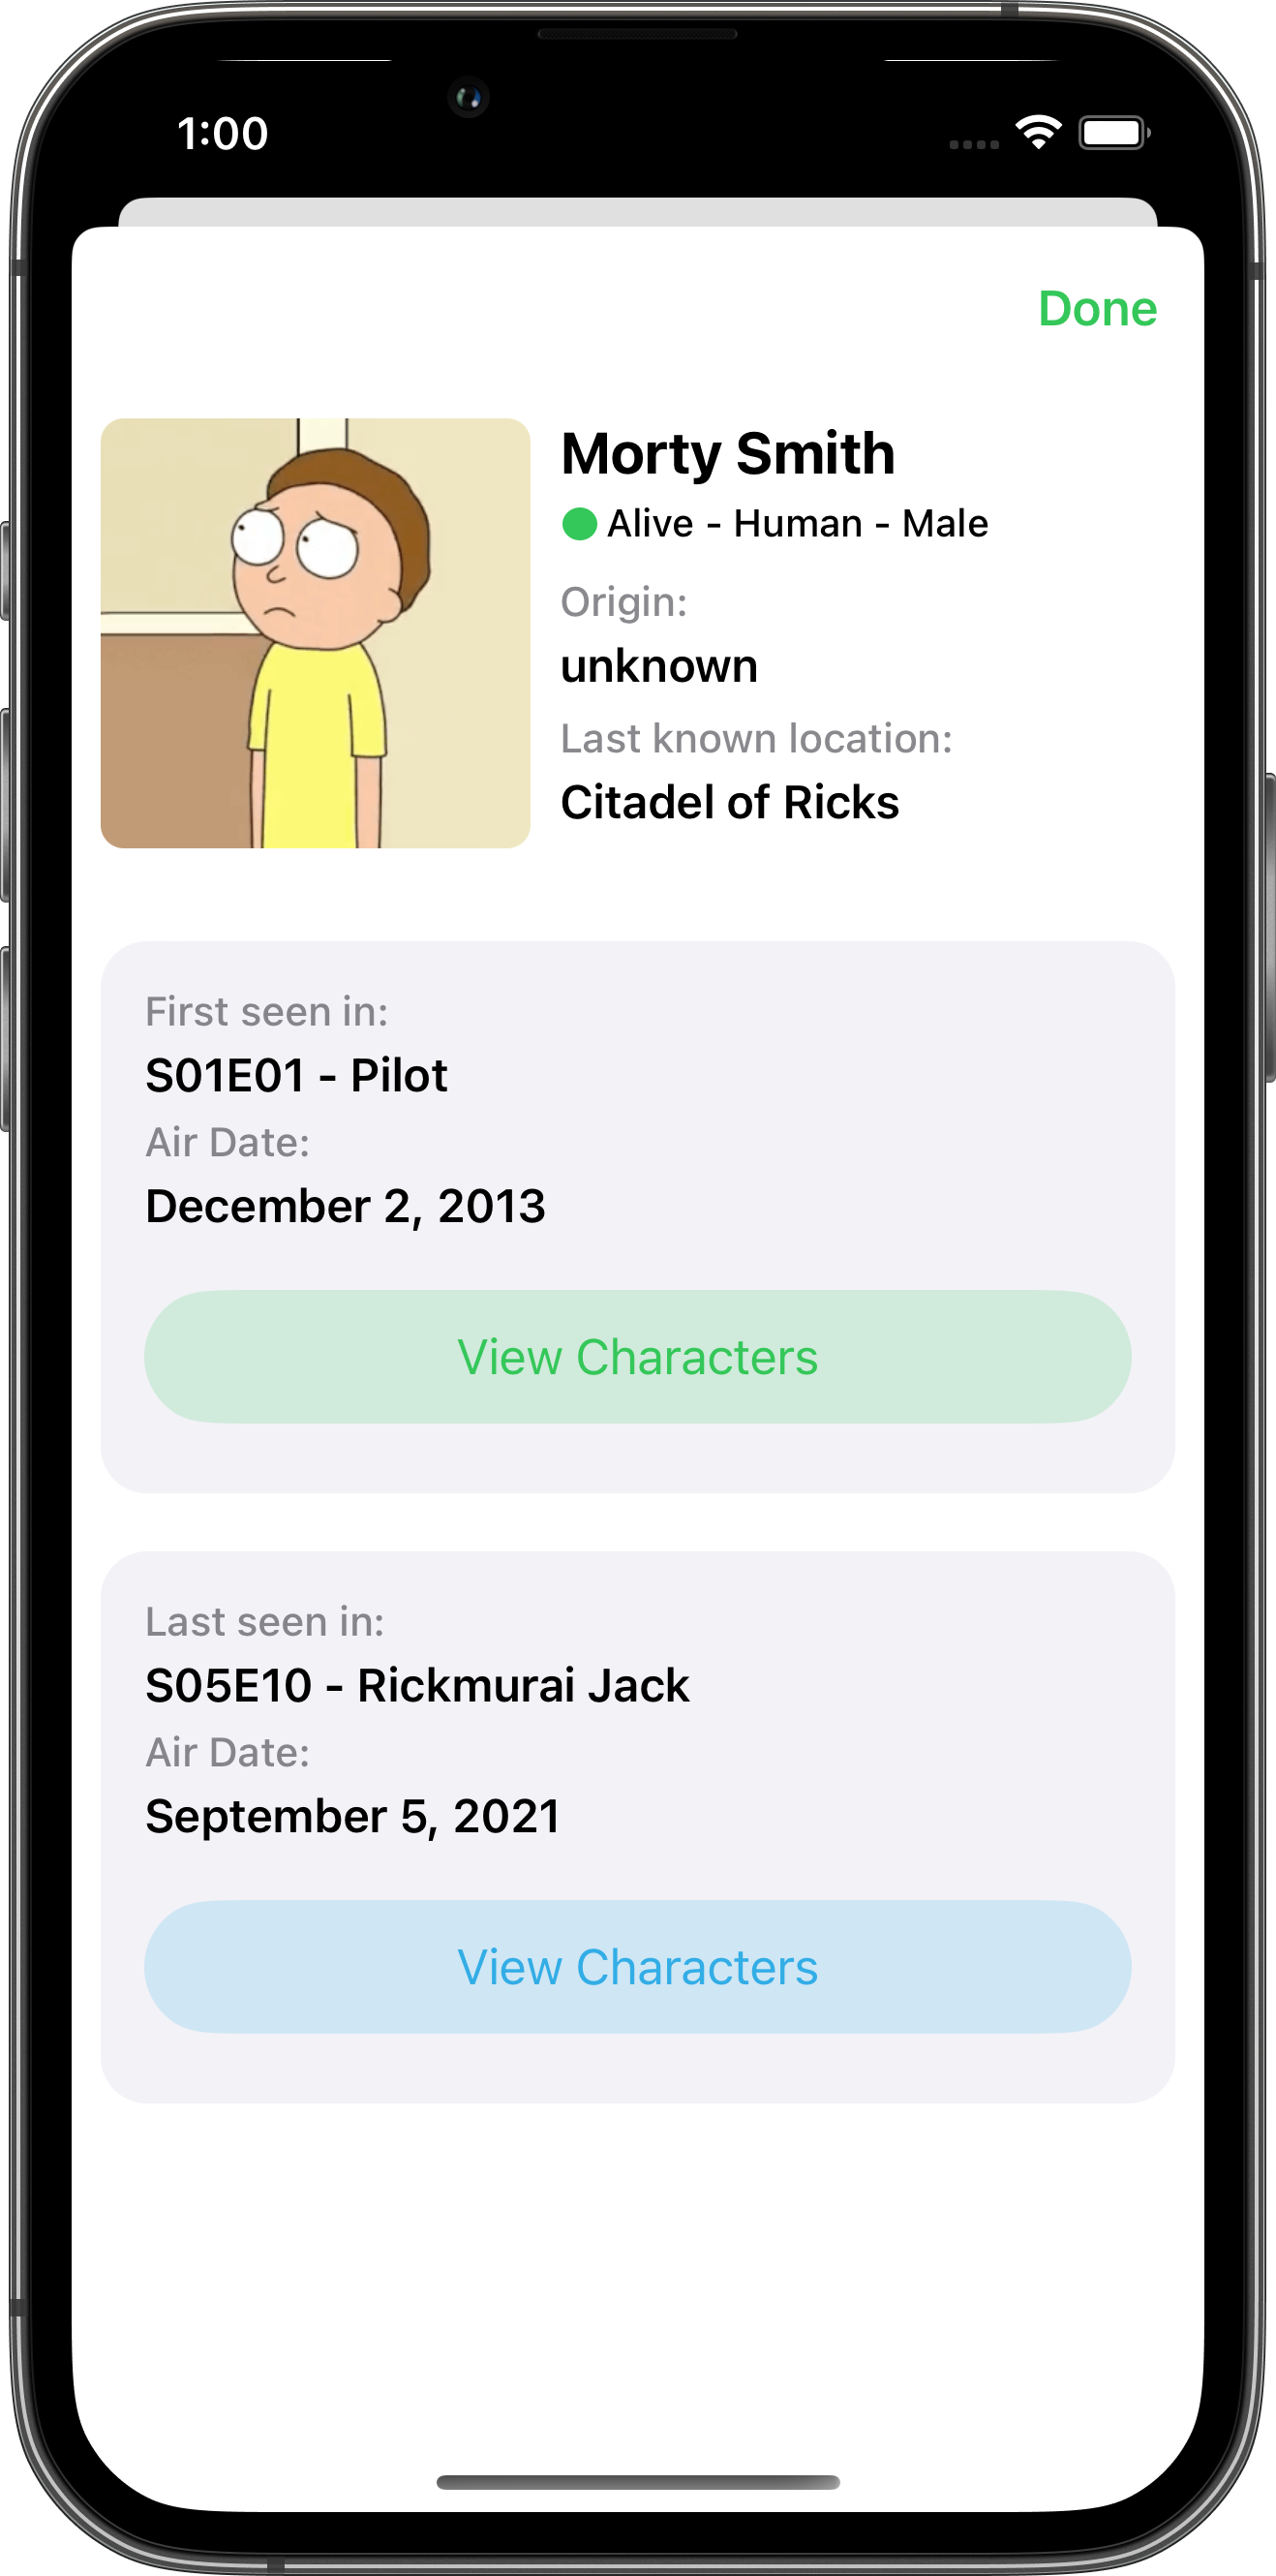 1:00
Done
Morty Smith
Alive - Human - Male
Origin:
unknown
Last known location:
Citadel of Ricks
First seen in:
S01E01 - Pilot
Air Date:
December 2, 2013
View Characters
Last seen in:
S05E10 - Rickmurai Jack
Air Date:
September 5, 2021
View Characters